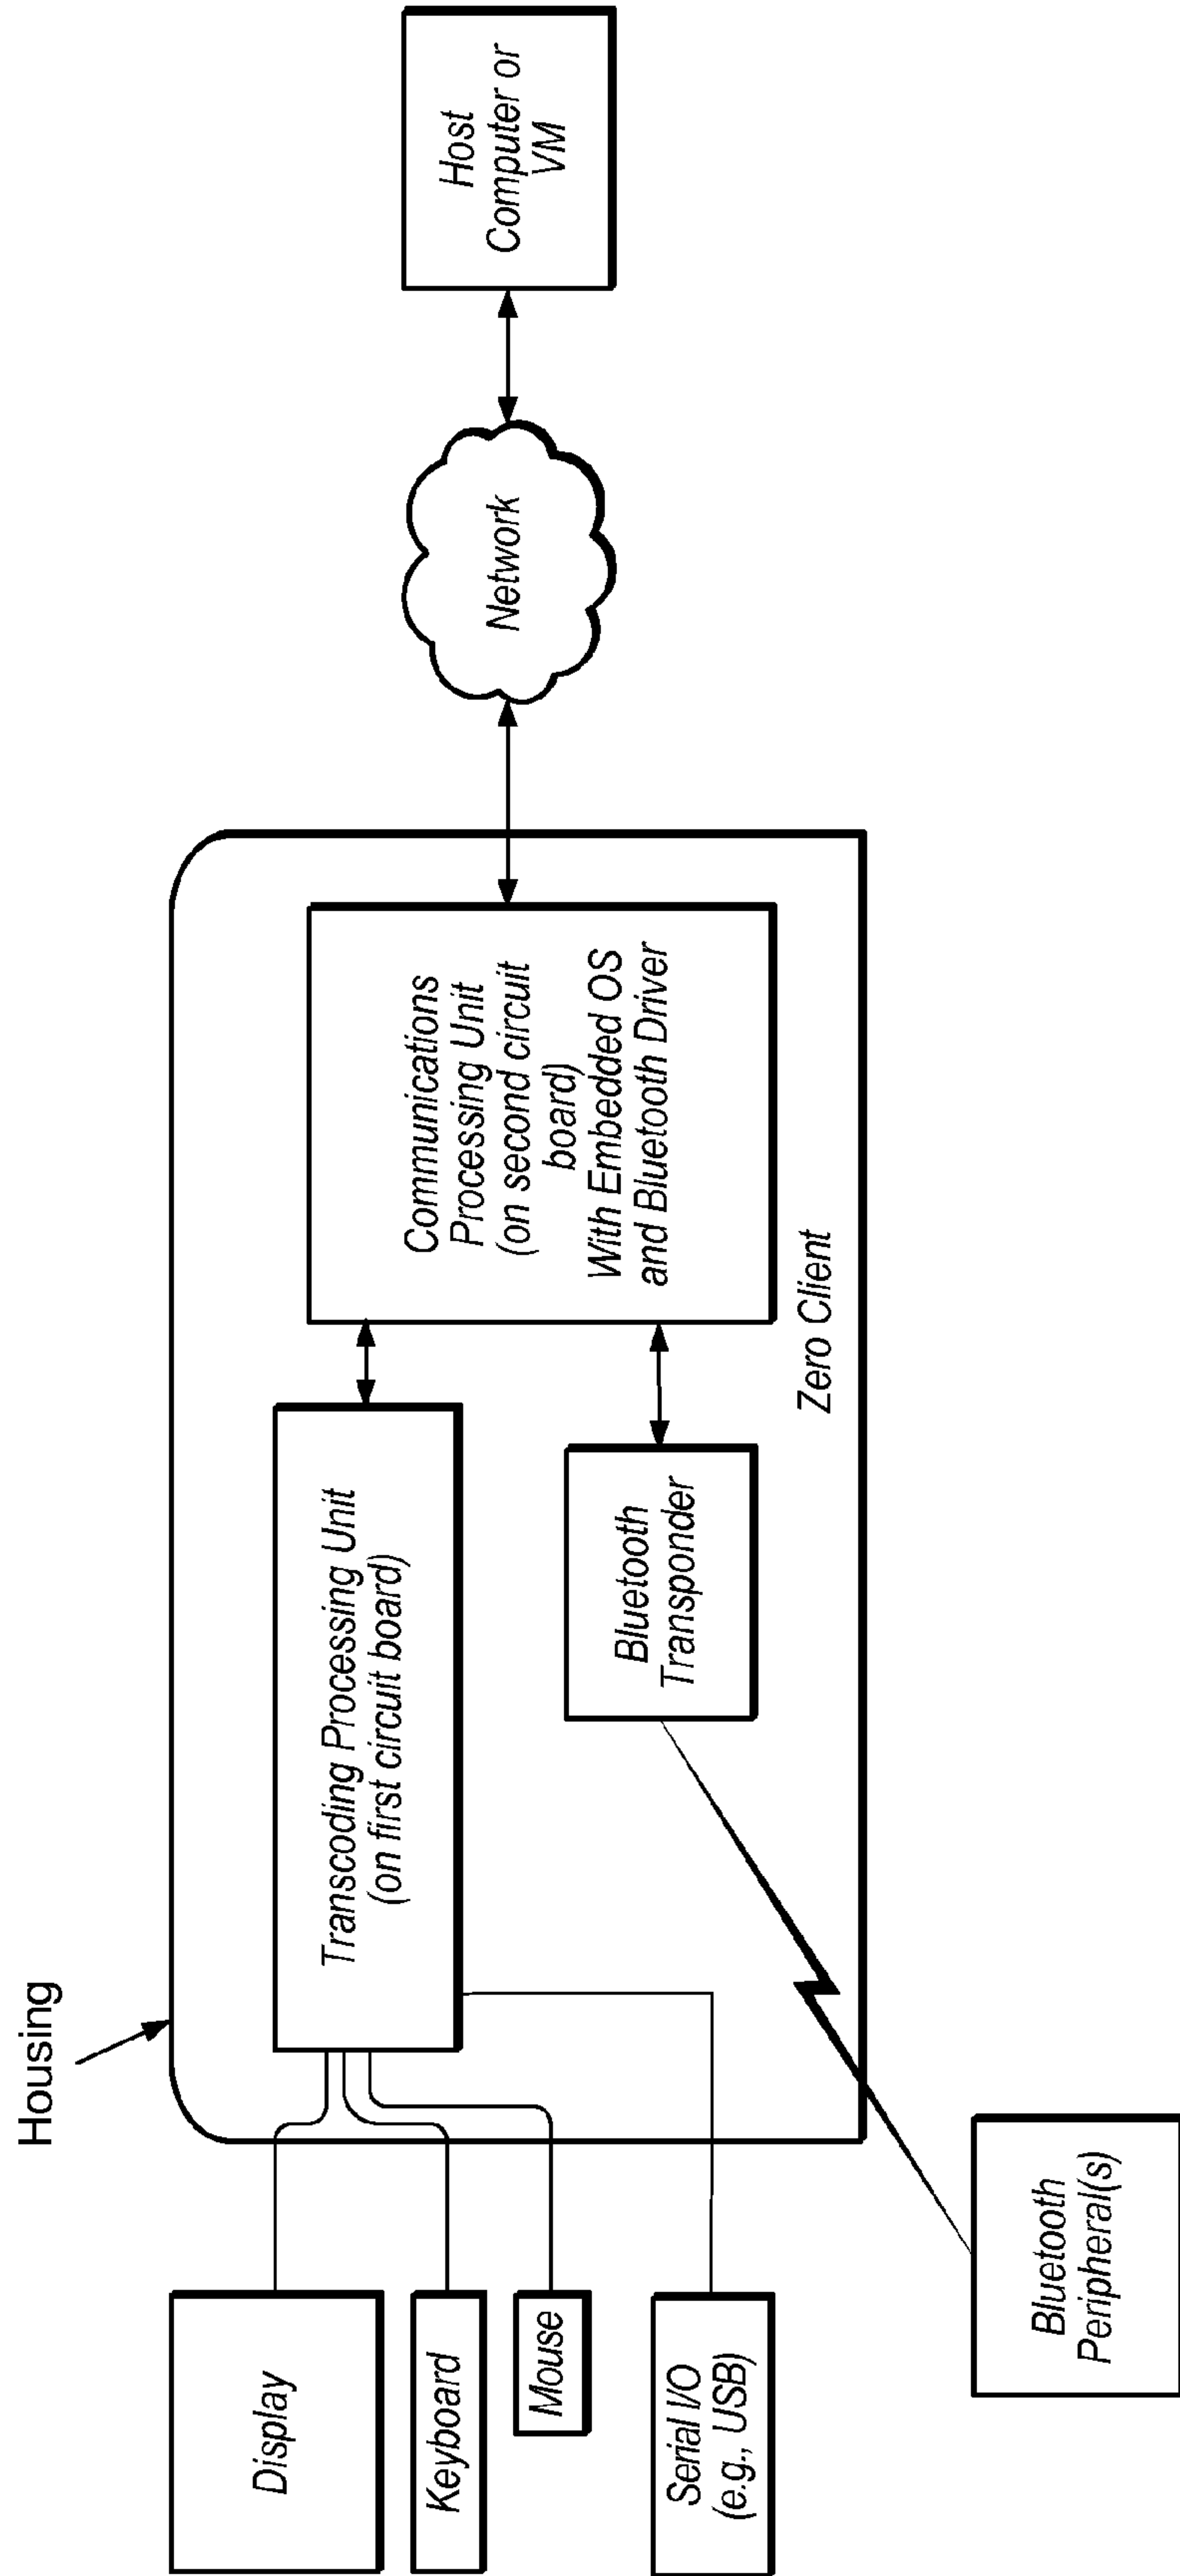 Housing
Display
Keyboard
Mouse
Serial I/O
(e.g., USB)
Transcoding Processing Unit
(on first circuit board)
Bluetooth
Transponder
Communications
Processing Unit
(on second circuit
board)
With Embedded OS
and Bluetooth Driver
Zero Client
Network
Host
Computer or
VM
Bluetooth
Peripheral(s)